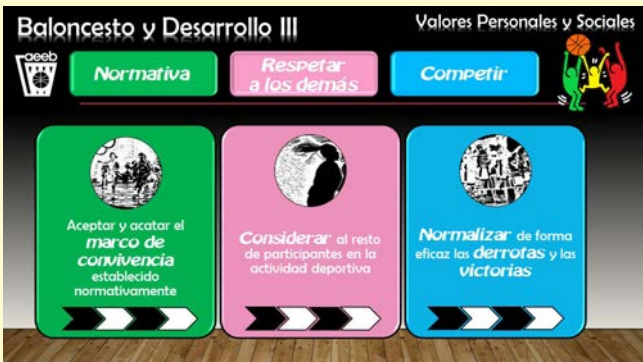 Baloncesto y Desarrollo III
Valores Personales y Sociales
aeeb
Normativa
Respetar
a los demás
Competir
Aceptar y acatar el
marco de
convivencia
establecido
normativamente
Considerar al resto
de participantes en la
actividad deportiva
Normalizar de forma
eficaz las derrotas y las
victorias